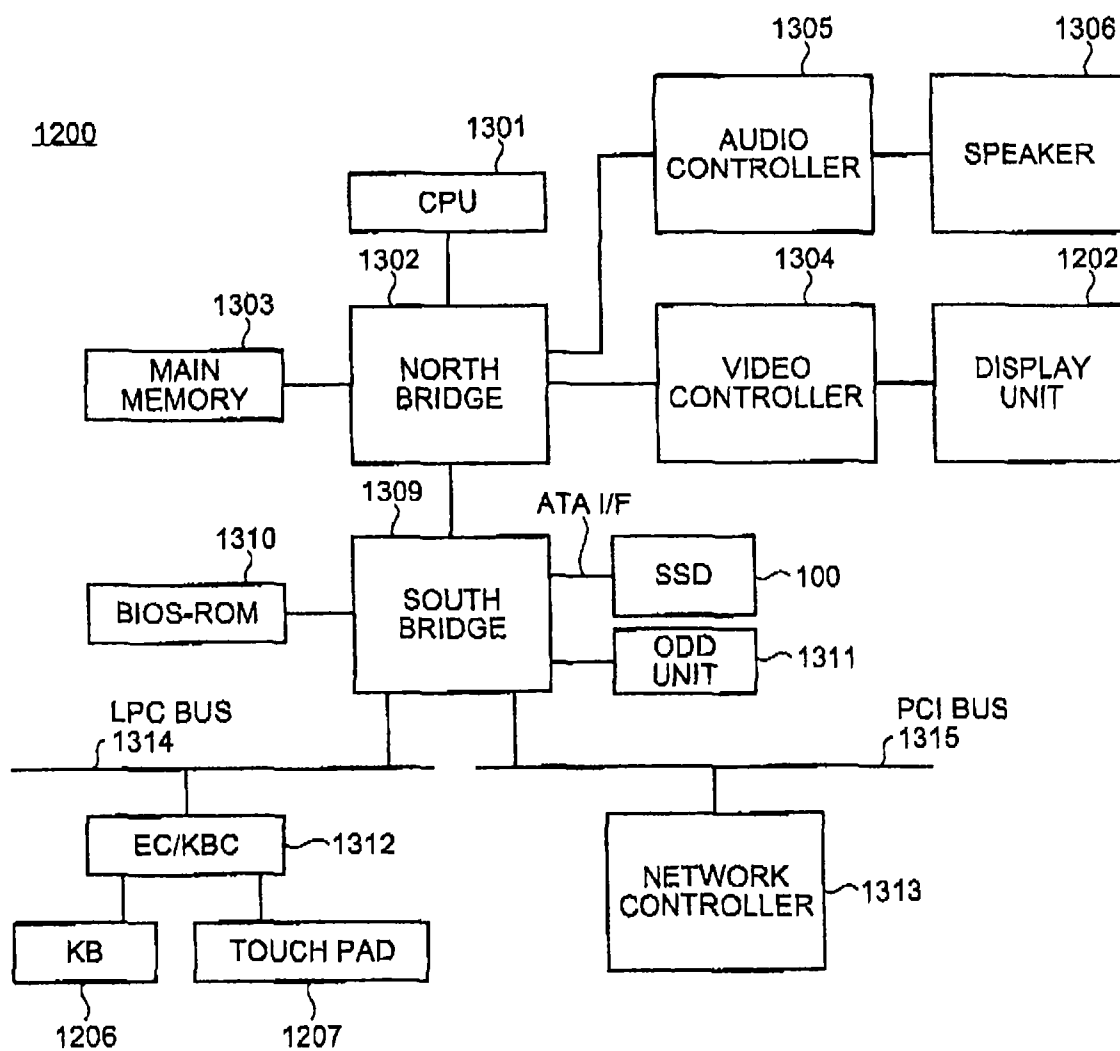 1200
1305
1306
AUDIO
CONTROLLER
SPEAKER
1301
CPU
1302
1304
1202
1303
MAIN
MEMORY
NORTH
BRIDGE
VIDEO
CONTROLLER
DISPLAY
UNIT
1309
ATA I/F
1310
BIOS-ROM
SOUTH
BRIDGE
SSD
100
ODD
UNIT
1311
LPC BUS
1314
PCI BUS
1315
EC/KBC
1312
NETWORK
CONTROLLER
1313
KB
TOUCH PAD
1206
1207